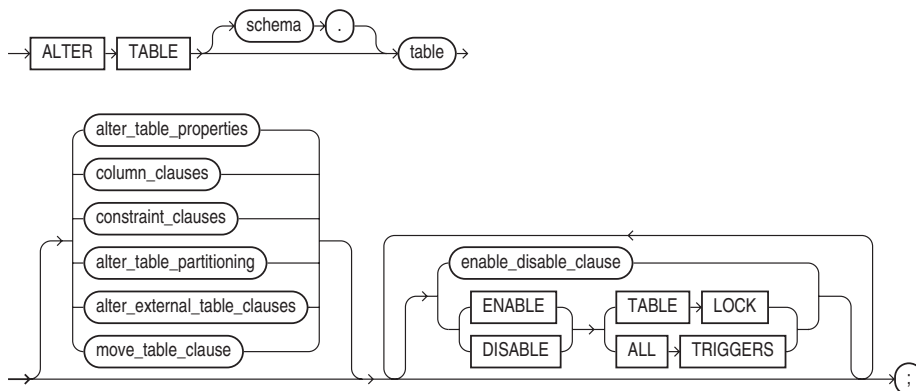 schema .
ALTER TABLE table
alter_table_properties
column_clauses
constraint_clauses
alter_table_partitioning
enable_disable_clause
alter_external_table_clauses
ENABLE TABLE LOCK
move_table_clause
DISABLE ALL TRIGGERS
;